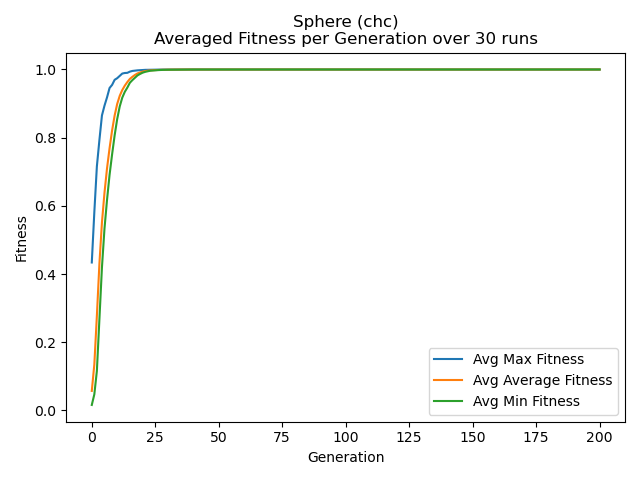 Sphere (chc)
Averaged Fitness per Generation over 30 runs
1.0
0.8
0.6
0.4
0.2
0.0
Fitness
Avg Max Fitness
Avg Average Fitness
Avg Min Fitness
0 25 50 75 100 125 150 175 200
Generation